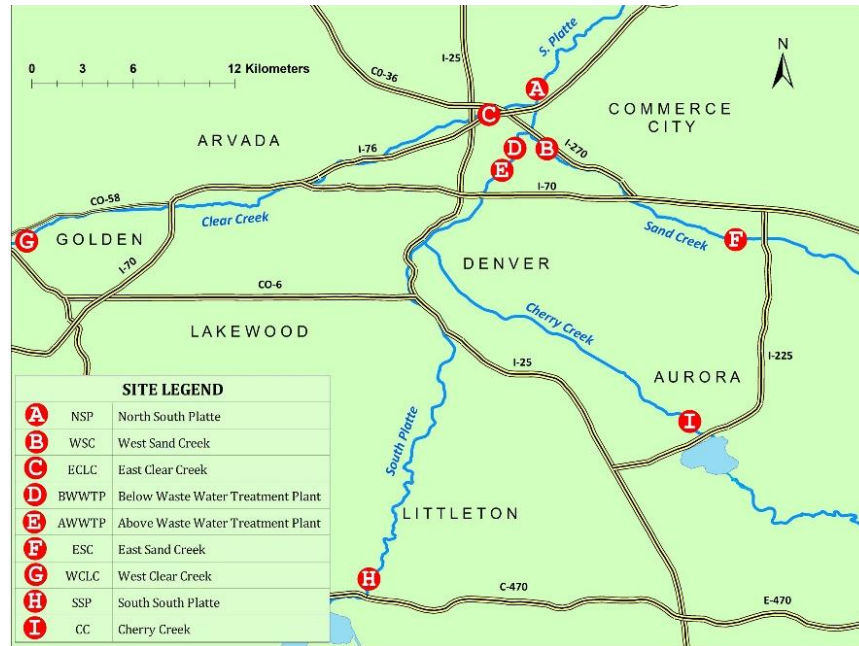 S. Platte
N
0 3 6 12 Kilometers
I-25
CO-36
A
COMMERCE
CITY
C
ARVADA
I-76
D
B
I-270
E
I-70
CO-58
Clear Creek
G
GOLDEN
Sand Creek
F
I-70
DENVER
CO-6
Cherry Creek
LAKEWOOD
I-25
I-225
AURORA
I
South Platte
LITTLETON
H
C-470
E-470
SITE LEGEND
A NSP North South Platte
B WSC West Sand Creek
C ECLC East Clear Creek
D BWWTP Below Waste Water Treatment Plant
E AWWTP Above Waste Water Treatment Plant
F ESC East Sand Creek
G WCLC West Clear Creek
H SSP South South Platte
I CC Cherry Creek